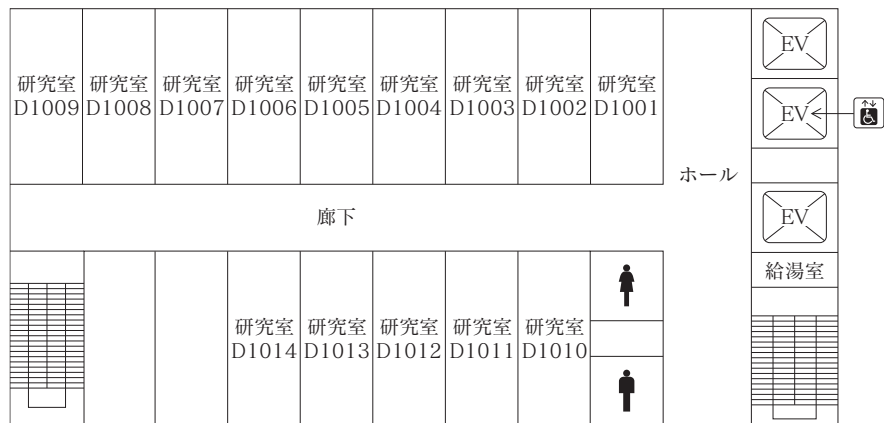 研究室
D1009
研究室
D1008
研究室
D1007
研究室
D1006
研究室
D1005
研究室
D1004
研究室
D1003
研究室
D1002
研究室
D1001
ホール
EV
EV
EV
給湯室
廊下
研究室
D1014
研究室
D1013
研究室
D1012
研究室
D1011
研究室
D1010